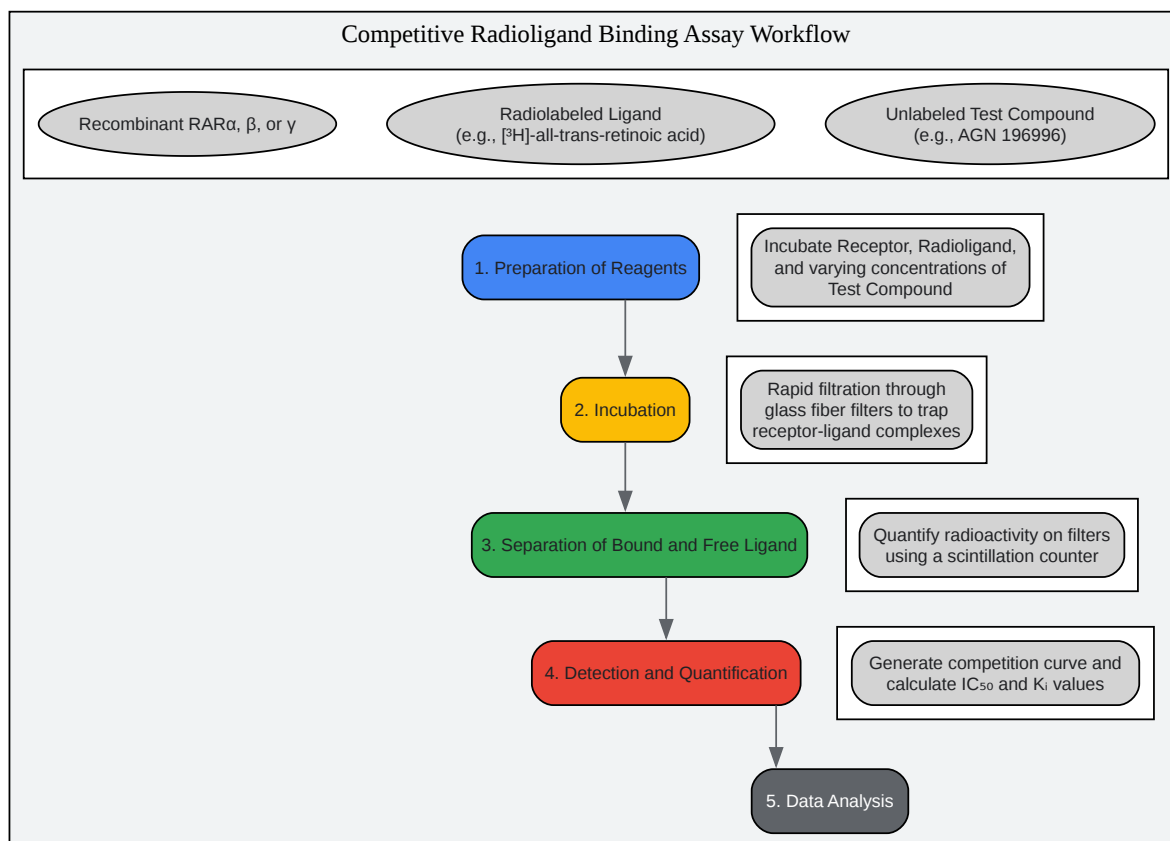 Competitive Radioligand Binding Assay Workflow
Recombinant RARα, β, or γ
Radiolabeled Ligand
(e.g., [³H]-all-trans-retinoic acid)
Unlabeled Test Compound
(e.g., AGN 196996)
1. Preparation of Reagents
Incubate Receptor, Radioligand,
and varying concentrations of
Test Compound
2. Incubation
Rapid filtration through
glass fiber filters to trap
receptor-ligand complexes
3. Separation of Bound and Free Ligand
Quantify radioactivity on filters
using a scintillation counter
4. Detection and Quantification
Generate competition curve and
calculate IC₅₀ and Kᵢ values
5. Data Analysis